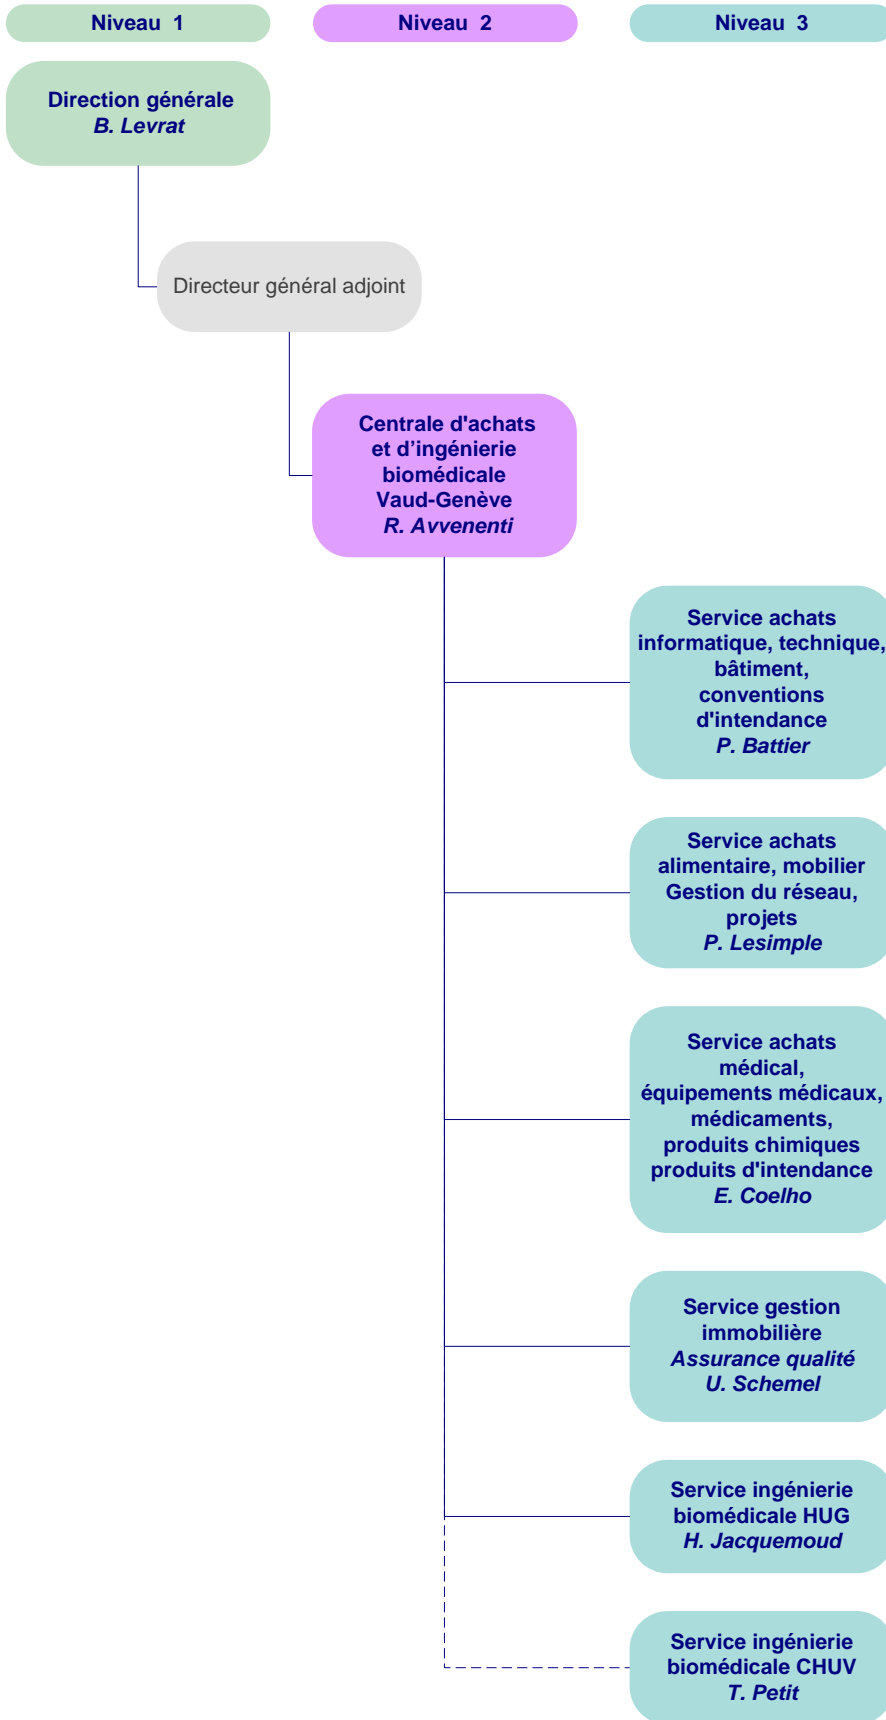 Niveau 1
Niveau 2
Niveau 3
Direction générale
B. Levrat
Directeur général adjoint
Centrale d'achats
et d’ingénierie
biomédicale
Vaud-Genève
R. Avvenenti
Service achats
informatique, technique,
bâtiment,
conventions
d'intendance
P. Battier
Service achats
alimentaire, mobilier
Gestion du réseau,
projets
P. Lesimple
Service achats
médical,
équipements médicaux,
médicaments,
produits chimiques
produits d'intendance
E. Coelho
Service gestion
immobilière
Assurance qualité
U. Schemel
Service ingénierie
biomédicale HUG
H. Jacquemoud
Service ingénierie
biomédicale CHUV
T. Petit